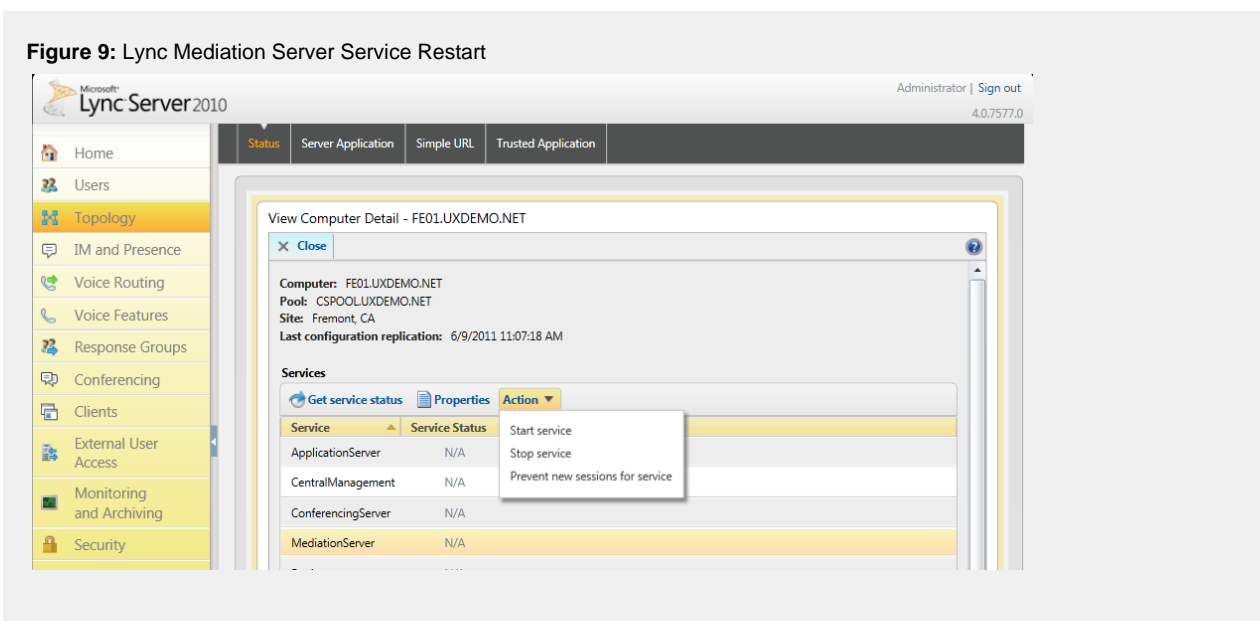 Figure 9: Lync Mediation Server Service Restart
Microsoft®
Lync Server 2010
Administrator | Sign out
4.0.7577.0
Status
Server Application
Simple URL
Trusted Application
Home
Users
Topology
IM and Presence
Voice Routing
Voice Features
Response Groups
Conferencing
Clients
External User
Access
Monitoring
and Archiving
Security
View Computer Detail - FE01.UXDEMO.NET
Close
Computer: FE01.UXDEMO.NET
Pool: CSPOOL.UXDEMO.NET
Site: Fremont, CA
Last configuration replication: 6/9/2011 11:07:18 AM
Services
Get service status Properties Action
Service Service Status
Start service
Stop service
Prevent new sessions for service
ApplicationServer N/A
CentralManagement N/A
ConferencingServer N/A
MediationServer N/A